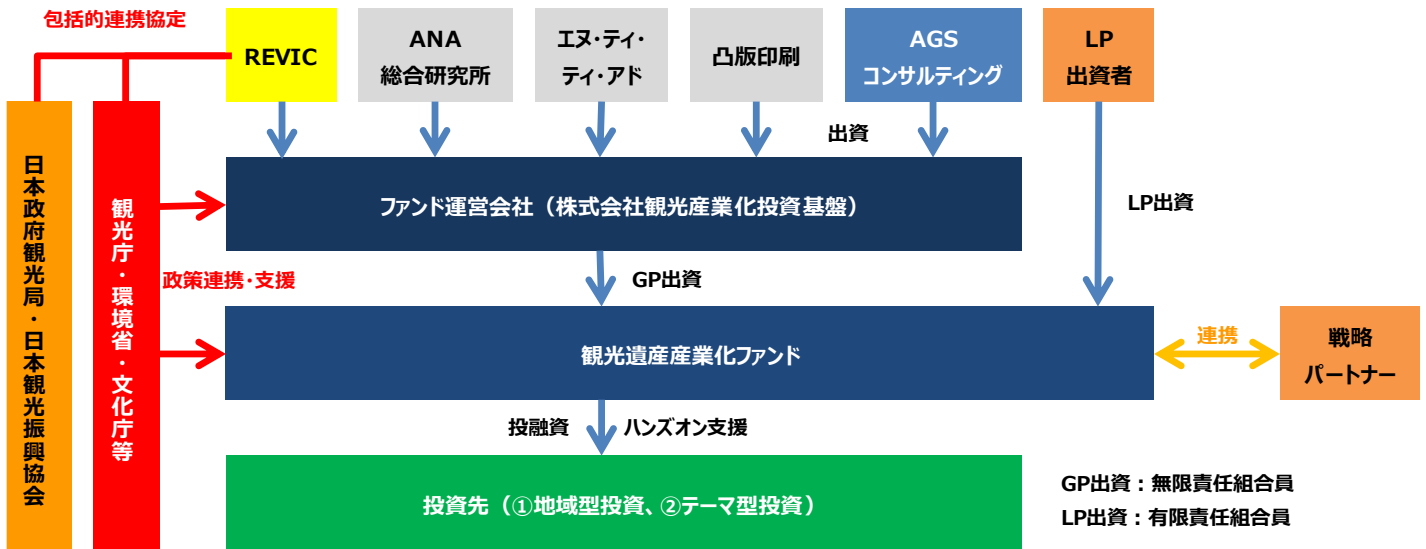 包括的連携協定
REVIC
ANA
総合研究所
エヌ・ティ・
ティ・アド
凸版印刷
AGS
コンサルティング
LP
出資者
出資
日本政府観光局・日本観光振興協会
観光庁・環境省・文化庁等
ファンド運営会社（株式会社観光産業化投資基盤）
LP出資
政策連携・支援
GP出資
観光遺産産業化ファンド
連携
戦略
パートナー
投融資
ハンズオン支援
投資先（①地域型投資、②テーマ型投資）
GP出資：無限責任組合員
LP出資：有限責任組合員